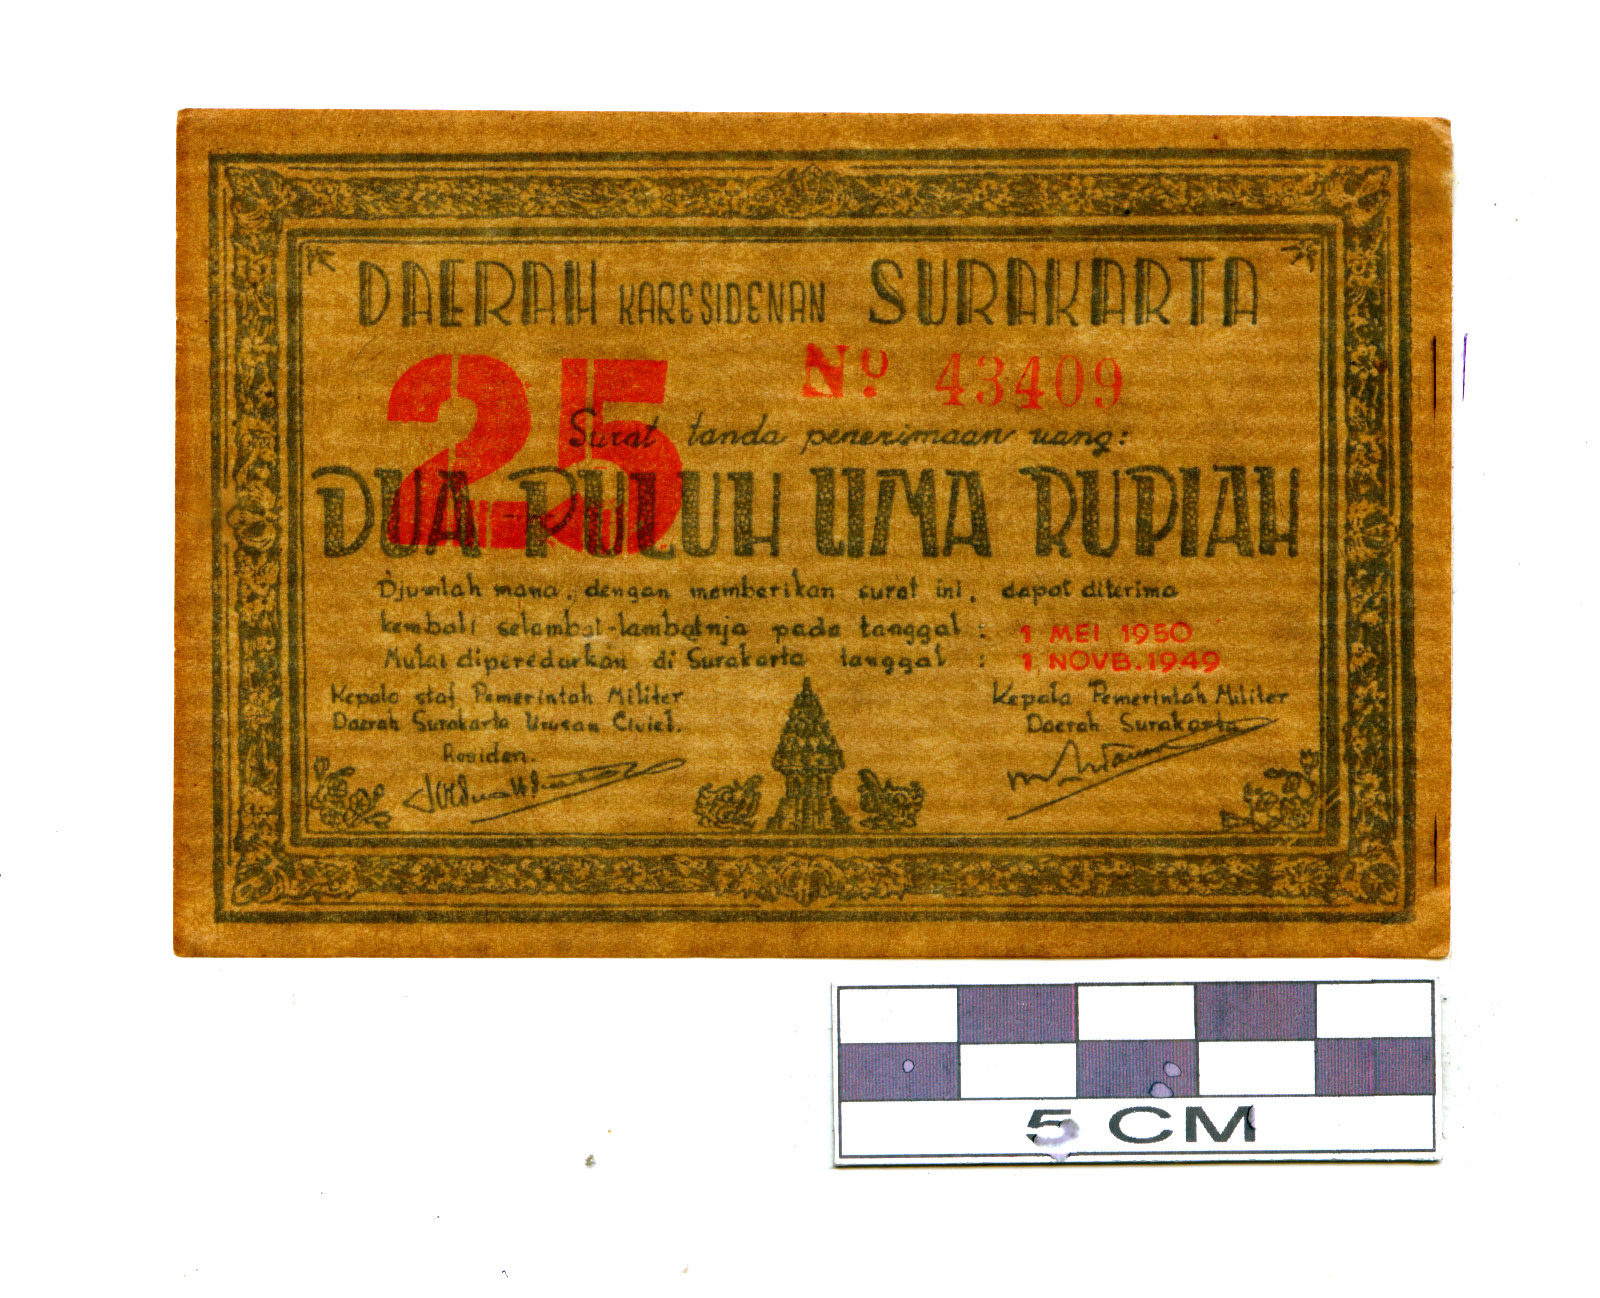 DAERAH KARESIDENAN SURAKARTA
25
No 43409
Surat tanda penerimaan uang:
DUA PULUH LIMA RUPIAH
Djumlah mana, dengan memberikan surat ini, dapat diterima
kembali selambat-lambatnja pada tanggal : 1 MEI 1950
Mulai diperedarkan di Surakarta tanggal : 1 NOVB.1949
Kepala staf Pemerintah Militer
Daerah Surakarta Urusan Civiel.
Residen.
Kepala Pemerintah Militer
Daerah Surakarta
5 CM